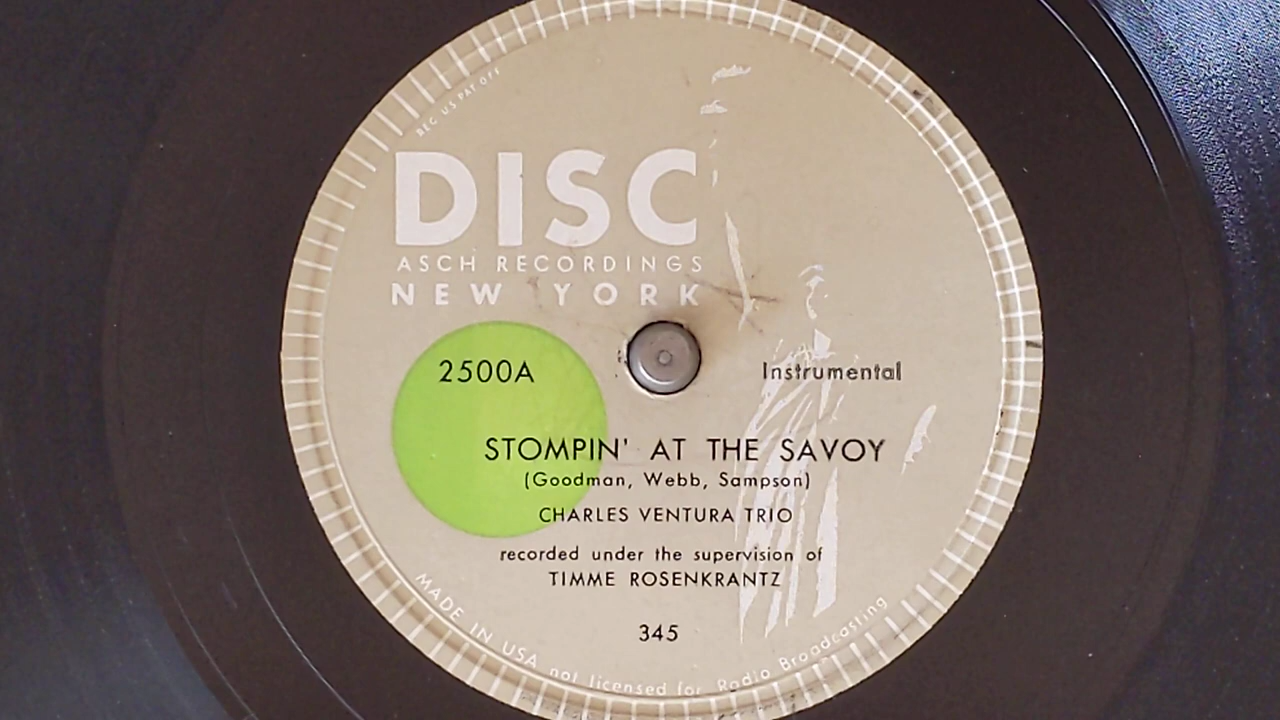 REG US PAT OFF
DISC
ASCH RECORDINGS
NEW YORK
2500A
Instrumental
STOMPIN' AT THE SAVOY
(Goodman, Webb, Sampson)
CHARLES VENTURA TRIO
recorded under the supervision of
TIMME ROSENKRANTZ
345
MADE IN USA not licensed for Radio Broadcasting